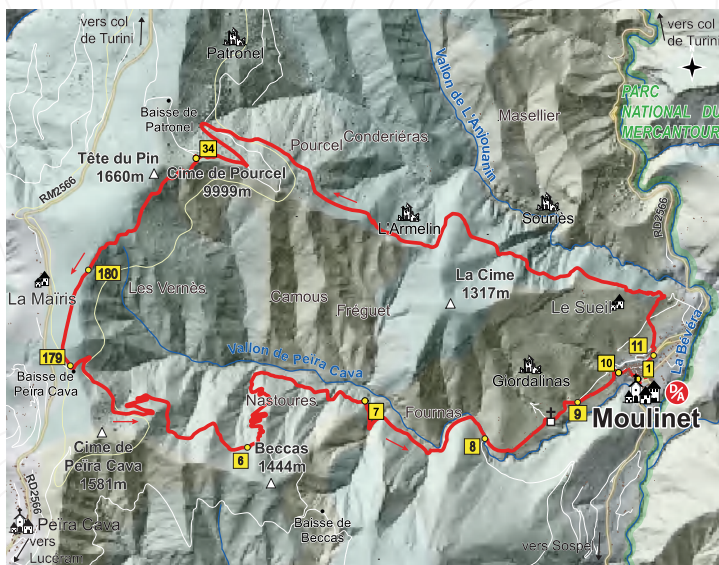 vers col
de Turini
vers col
de Turini
Patronel
PARC
NATIONAL DU
MERCANTOUR
Vallon de L'Anjouanin
Masellier
Baisse de
Patronel
Pourcel
Conderiéras
34
Tête du Pin
1660m
Cime de Pourcel
9999m
RM2566
L'Armelin
Souriès
RD2566
180
La Maïris
Les Vernès
La Cime
1317m
Camous
Fréguet
Le Sueil
La Bévéra
179
Baisse de
Peïra Cava
Vallon de Peïra Cava
Giordalinas
11
10
1
D/A
Nastoures
7
Fournas
9
Moulinet
Cime de
Peïra Cava
1581m
6
Beccas
1444m
8
RD2566
Peïra Cava
Baisse de
Beccas
vers Sospel
vers
Lucéram